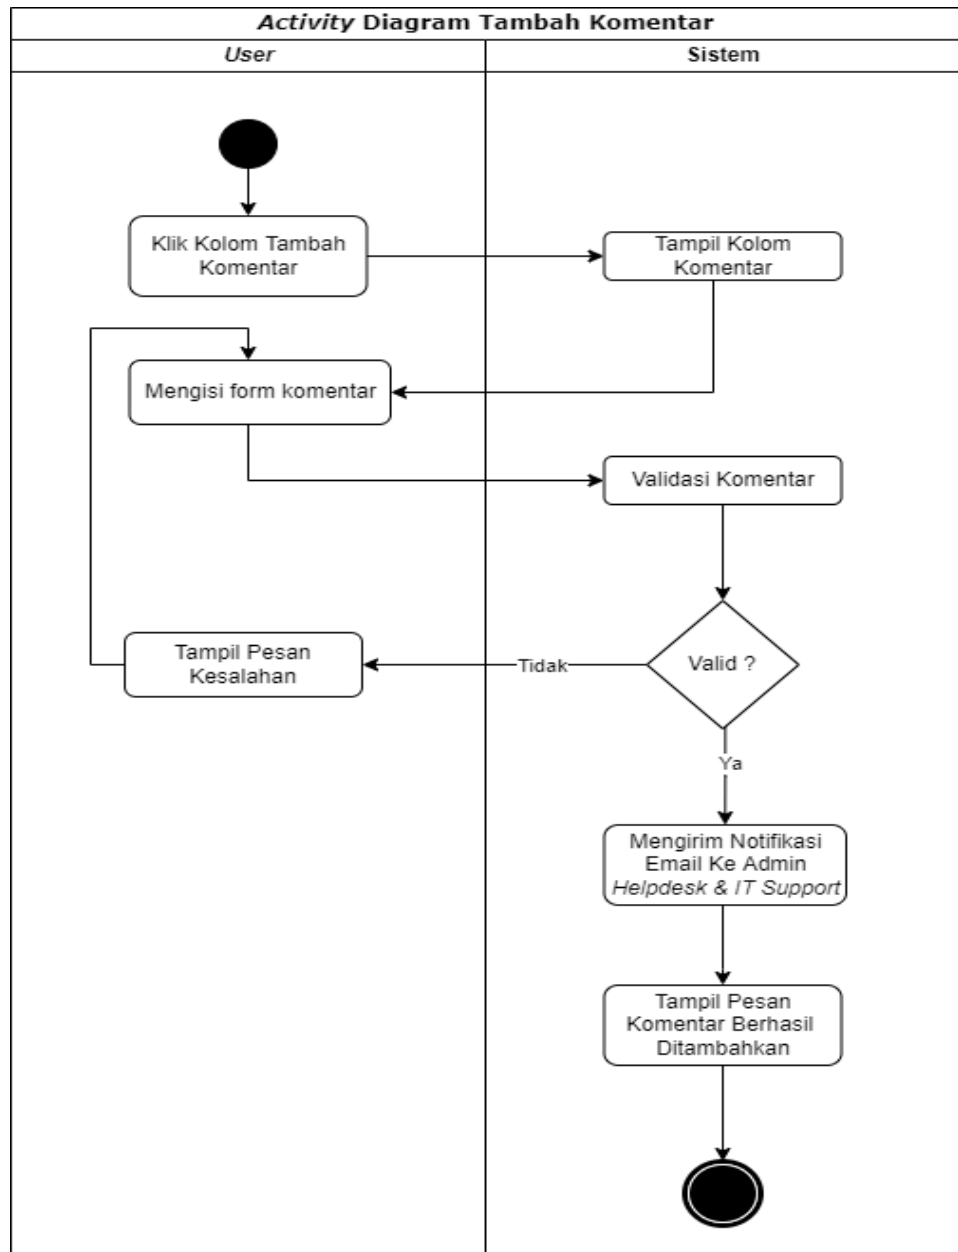 Activity Diagram Tambah Komentar
User
Sistem
Klik Kolom Tambah
Komentar
Tampil Kolom
Komentar
Mengisi form komentar
Validasi Komentar
Valid ?
Tidak
Tampil Pesan
Kesalahan
Ya
Mengirim Notifikasi
Email Ke Admin
Helpdesk & IT Support
Tampil Pesan
Komentar Berhasil
Ditambahkan